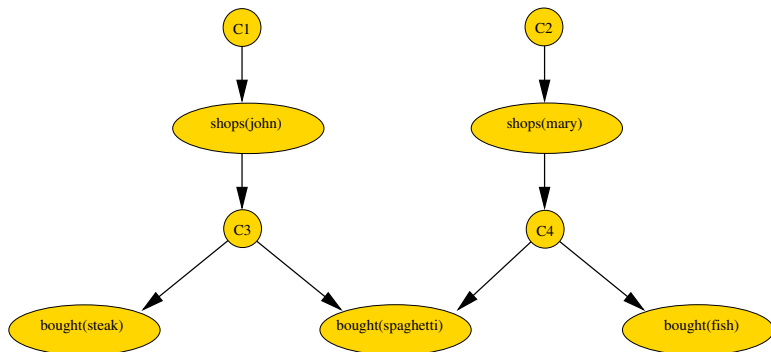 C1
C2
shops(john)
shops(mary)
C3
C4
bought(steak)
bought(spaghetti)
bought(fish)